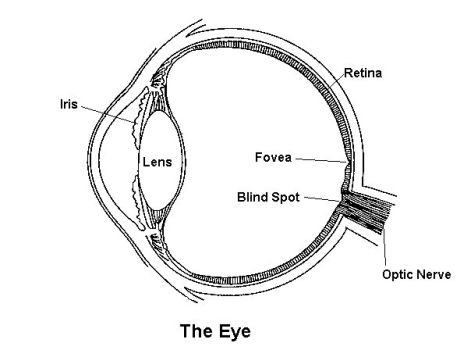 Retina
Iris
Lens
Fovea
Blind Spot
Optic Nerve
The Eye